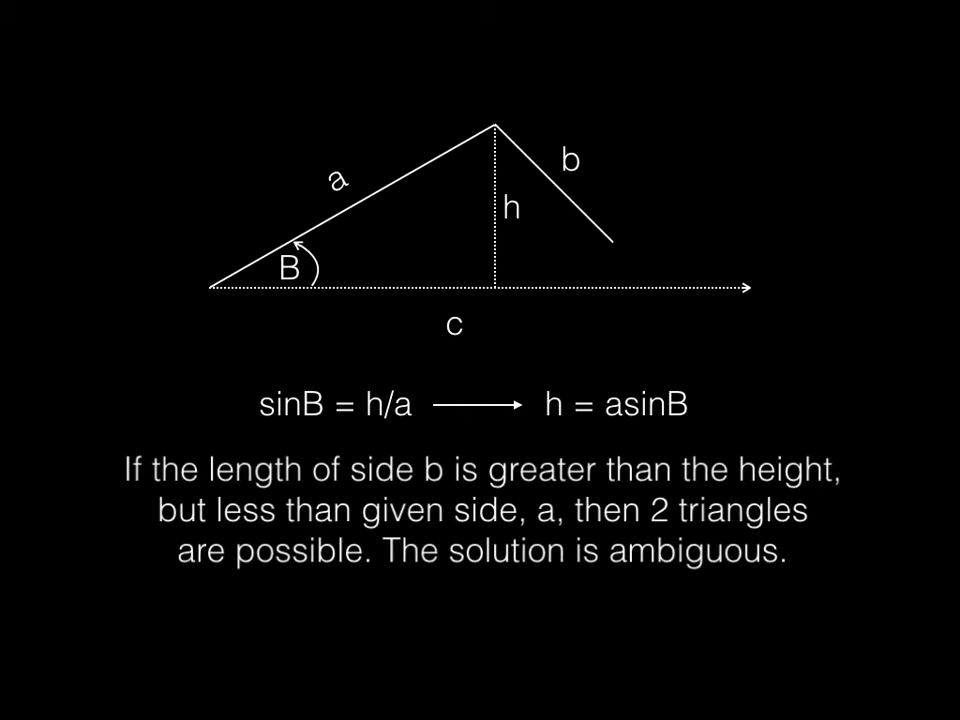 a
b
h
B
c
sinB = h/a
h = asinB
If the length of side b is greater than the height,
but less than given side, a, then 2 triangles
are possible. The solution is ambiguous.